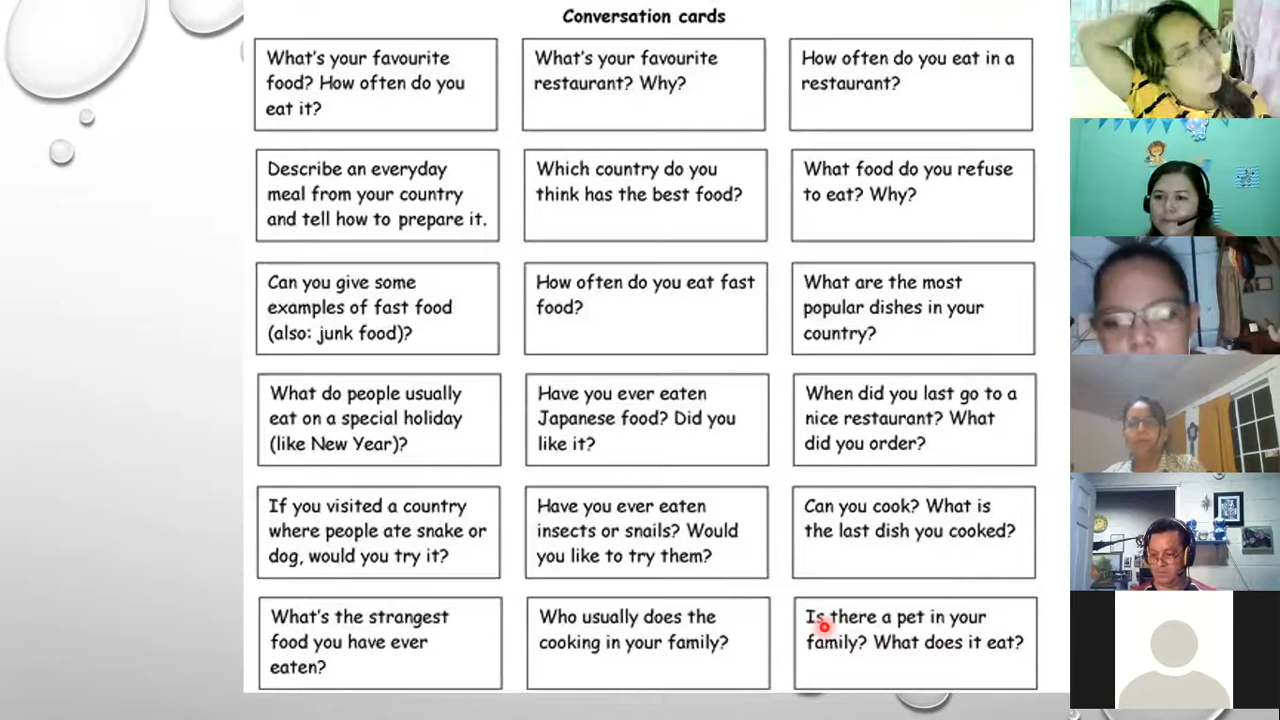 Conversation cards
What's your favourite
food? How often do you
eat it?
What's your favourite
restaurant? Why?
How often do you eat in a
restaurant?
Describe an everyday
meal from your country
and tell how to prepare it.
Which country do you
think has the best food?
What food do you refuse
to eat? Why?
Can you give some
examples of fast food
(also: junk food)?
How often do you eat fast
food?
What are the most
popular dishes in your
country?
What do people usually
eat on a special holiday
(like New Year)?
Have you ever eaten
Japanese food? Did you
like it?
When did you last go to a
nice restaurant? What
did you order?
If you visited a country
where people ate snake or
dog, would you try it?
Have you ever eaten
insects or snails? Would
you like to try them?
Can you cook? What is
the last dish you cooked?
What's the strangest
food you have ever
eaten?
Who usually does the
cooking in your family?
Is there a pet in your
family? What does it eat?